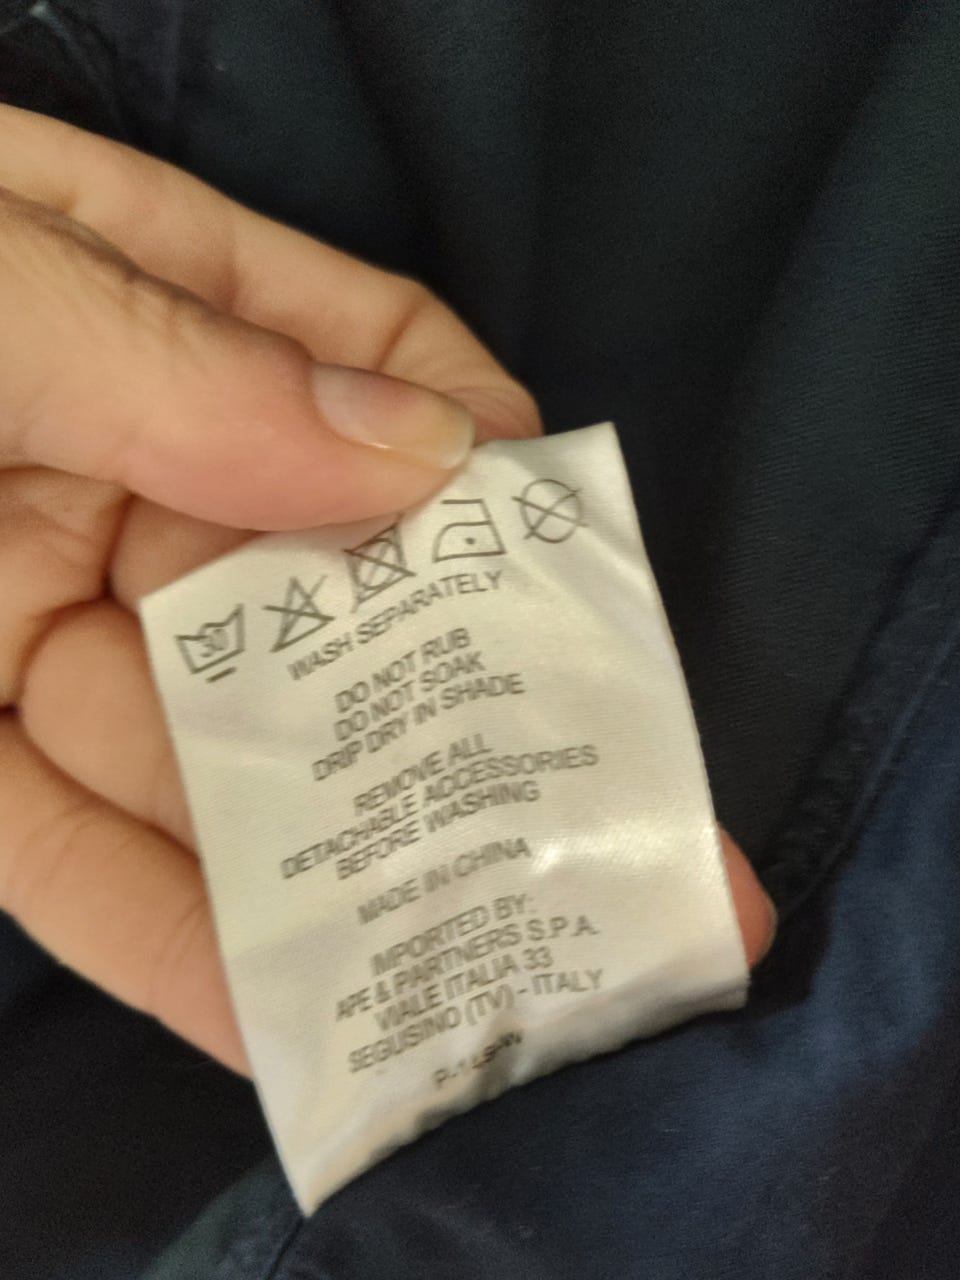 30
WASH SEPARATELY
DO NOT RUB
DO NOT SOAK
DRIP DRY IN SHADE
REMOVE ALL
DETACHABLE ACCESSORIES
BEFORE WASHING
MADE IN CHINA
IMPORTED BY:
APE & PARTNERS S.P.A.
VIALE ITALIA 33
SEGUSINO (TV) - ITALY